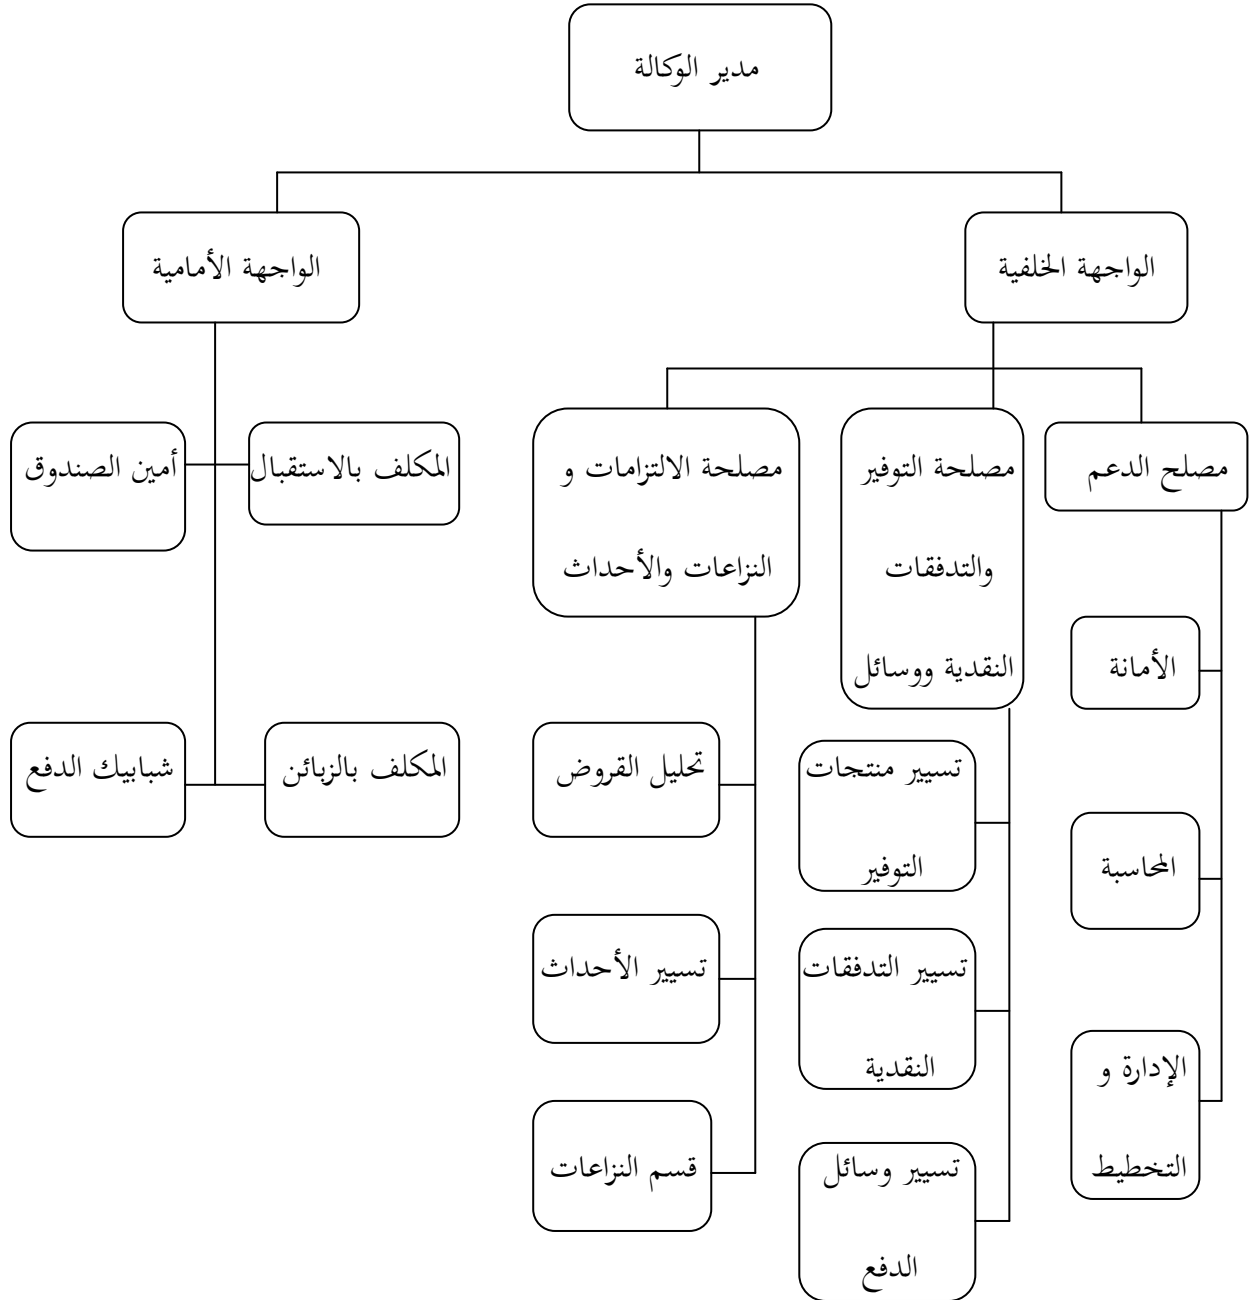 مدير الوكالة
الواجهة الخلفية
الواجهة الأمامية
مصلح الدعم
مصلحة التوفير
والتدفقات
النقدية ووسائل
مصلحة الالتزامات و
النزاعات والأحداث
المكلف بالاستقبال
أمين الصندوق
الأمانة
المحاسبة
الإدارة و
التخطيط
تسيير منتجات
التوفير
تسيير التدفقات
النقدية
تسيير وسائل
الدفع
تحليل القروض
تسيير الأحداث
قسم النزاعات
المكلف بالزبائن
شبابيك الدفع